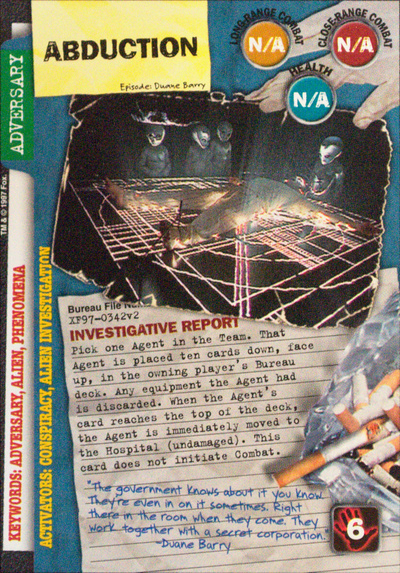 ABDUCTION
Episode: Duane Barry
LONG-RANGE COMBAT
N/A
CLOSE-RANGE COMBAT
N/A
HEALTH
N/A
ADVERSARY
TM & © 1997 Fox.
KEYWORDS: ADVERSARY, ALIEN, PHENOMENA
ACTIVATORS: CONSPIRACY, ALIEN INVESTIGATION
Bureau File
XF97-0342v2
INVESTIGATIVE REPORT
Pick one Agent in the Team. That
Agent is placed ten cards down, face
up, in the owning player's Bureau
deck. Any equipment the Agent had
is discarded. When the Agent's
card reaches the top of the deck,
the Agent is immediately moved to
the Hospital (undamaged). This
card does not initiate Combat.
"The government knows about it you know.
They're even in on it sometimes. Right
there in the room when they come. They
work together with a secret corporation."
-Duane Barry
6